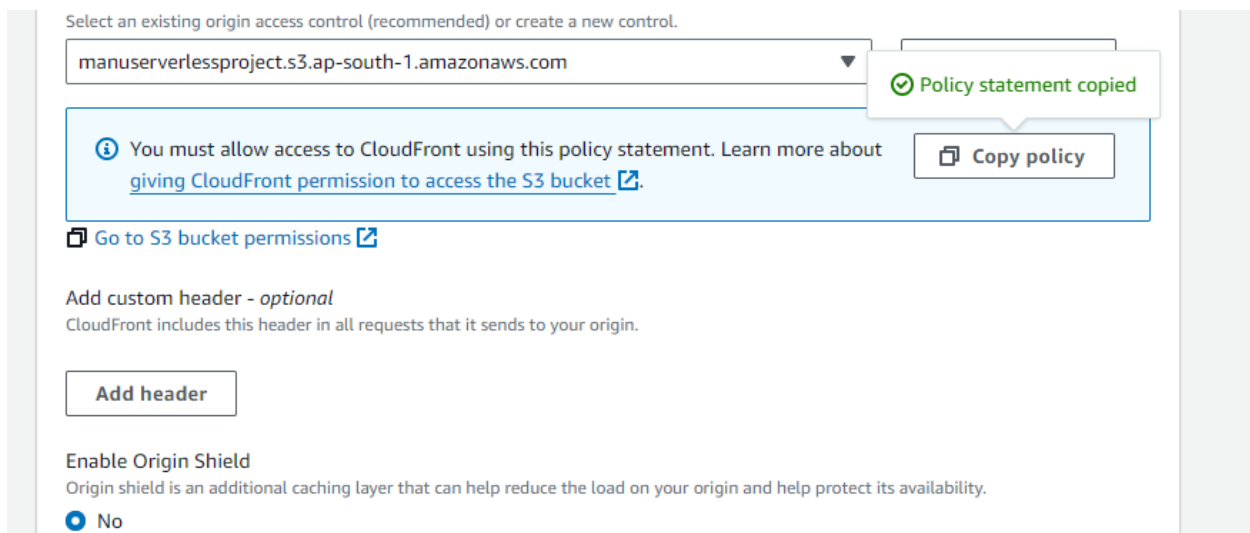 Select an existing origin access control (recommended) or create a new control.
manuserverlessproject.s3.ap-south-1.amazonaws.com
Policy statement copied
You must allow access to CloudFront using this policy statement. Learn more about
giving CloudFront permission to access the S3 bucket.
Copy policy
Go to S3 bucket permissions
Add custom header - optional
CloudFront includes this header in all requests that it sends to your origin.
Add header
Enable Origin Shield
Origin shield is an additional caching layer that can help reduce the load on your origin and help protect its availability.
No